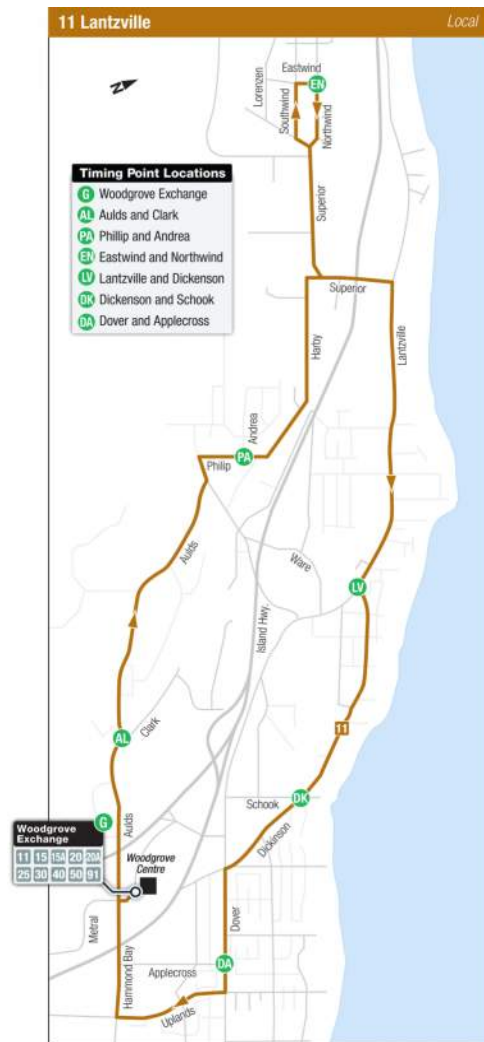 11 Lantzville
Local
N
Eastwind
EN
Lorenzen
Southwind
Northwind
Superior
Timing Point Locations
G Woodgrove Exchange
AL Aulds and Clark
PA Phillip and Andrea
EN Eastwind and Northwind
LV Lantzville and Dickenson
DK Dickenson and Schook
DA Dover and Applecross
Superior
Harby
Lantzville
Andrea
PA
Philip
Aulds
Ware
LV
Island Hwy.
11
AL
Clark
DK
Schook
Dickinson
G
Aulds
Woodgrove
Exchange
11 15 15A 20 20A
25 30 40 50 91
Woodgrove
Centre
Metral
Dover
Hammond Bay
Applecross
DA
Uplands